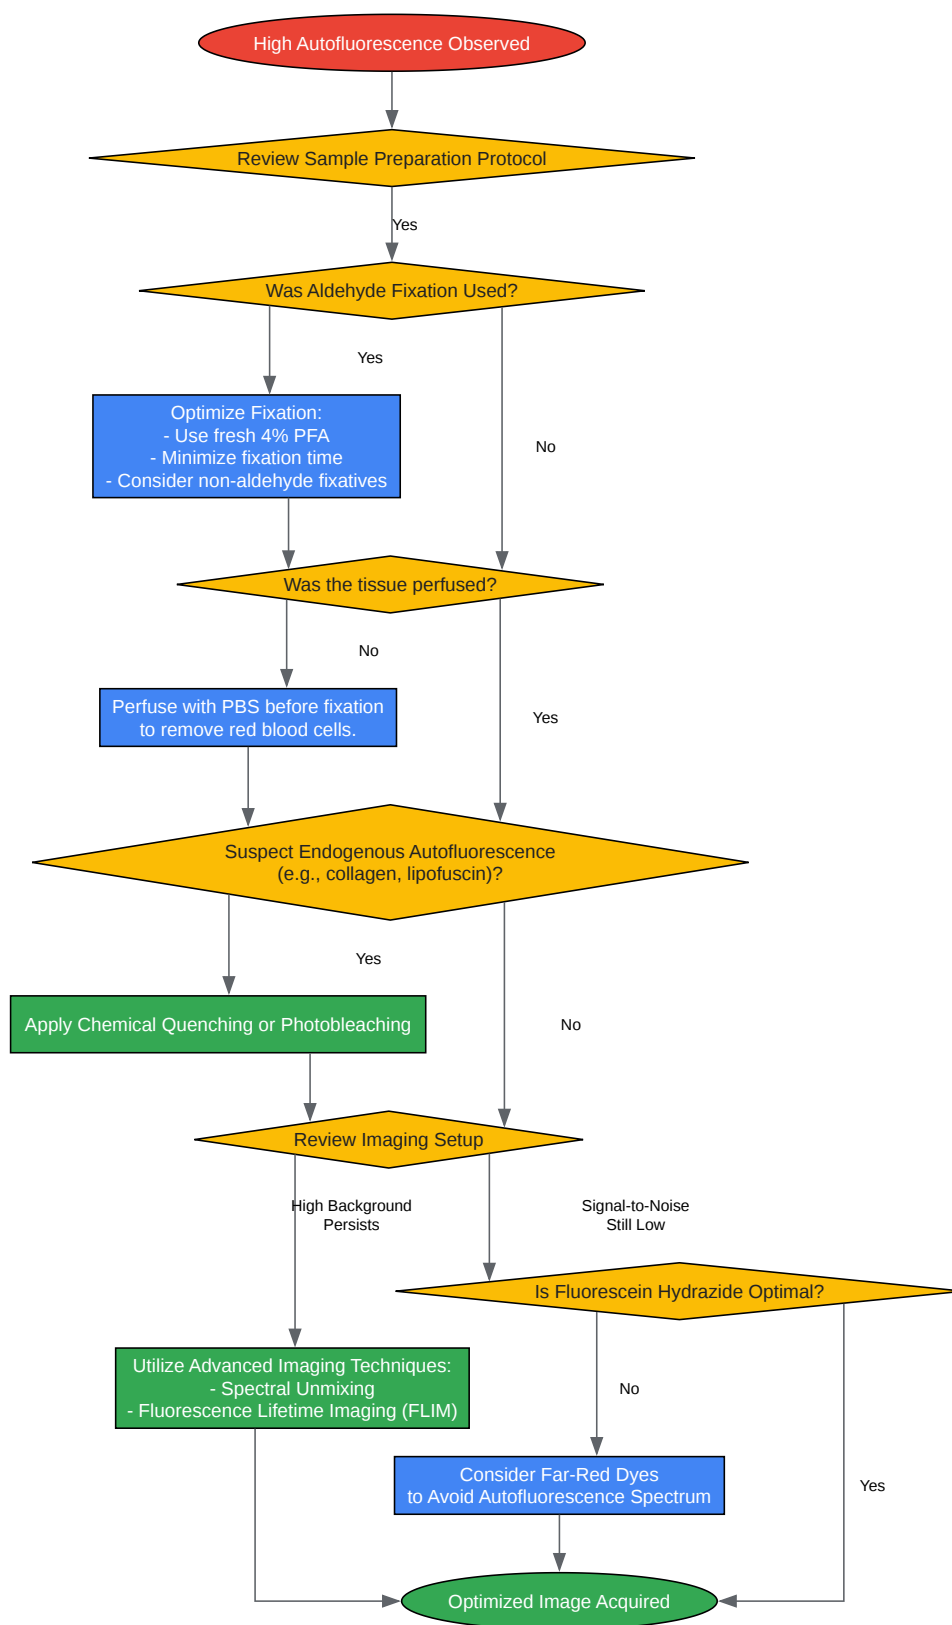 High Autofluorescence Observed
Review Sample Preparation Protocol
Yes
Was Aldehyde Fixation Used?
Yes
Optimize Fixation:
- Use fresh 4% PFA
- Minimize fixation time
- Consider non-aldehyde fixatives
No
Was the tissue perfused?
No
Perfuse with PBS before fixation
to remove red blood cells.
Yes
Suspect Endogenous Autofluorescence
(e.g., collagen, lipofuscin)?
Yes
Apply Chemical Quenching or Photobleaching
No
Review Imaging Setup
High Background
Persists
Signal-to-Noise
Still Low
Is Fluorescein Hydrazide Optimal?
Utilize Advanced Imaging Techniques:
- Spectral Unmixing
- Fluorescence Lifetime Imaging (FLIM)
No
Consider Far-Red Dyes
to Avoid Autofluorescence Spectrum
Yes
Optimized Image Acquired